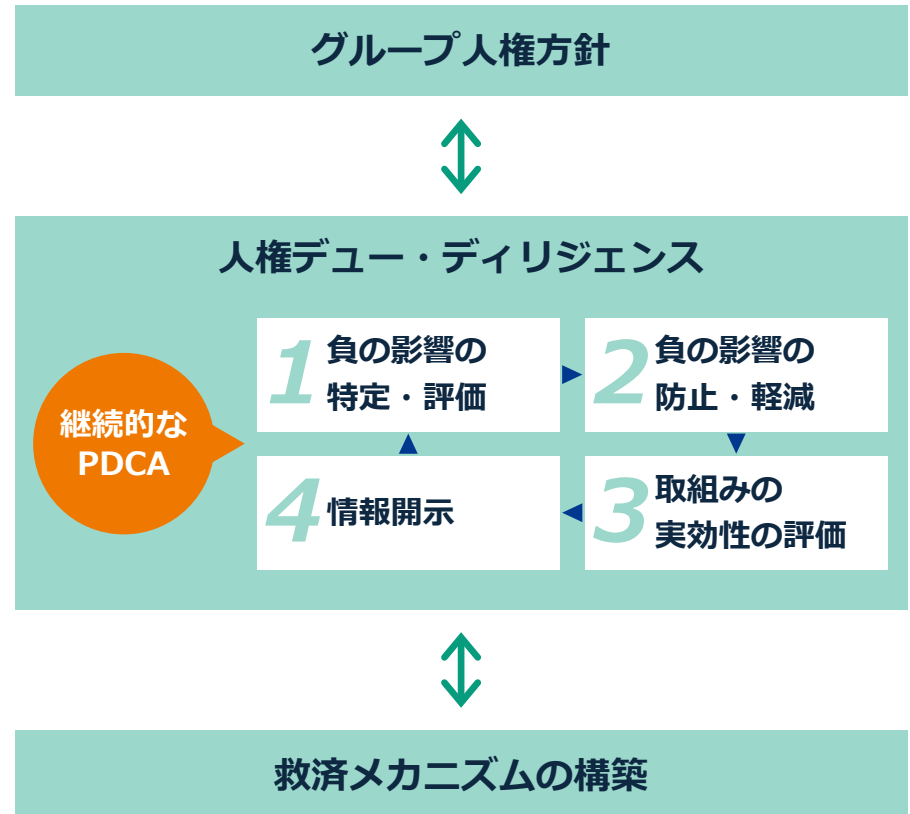 グループ人権方針
人権デュー・ディリジェンス
継続的な
PDCA
1
負の影響の
特定・評価
2
負の影響の
防止・軽減
3
取組みの
実効性の評価
4
情報開示
救済メカニズムの構築